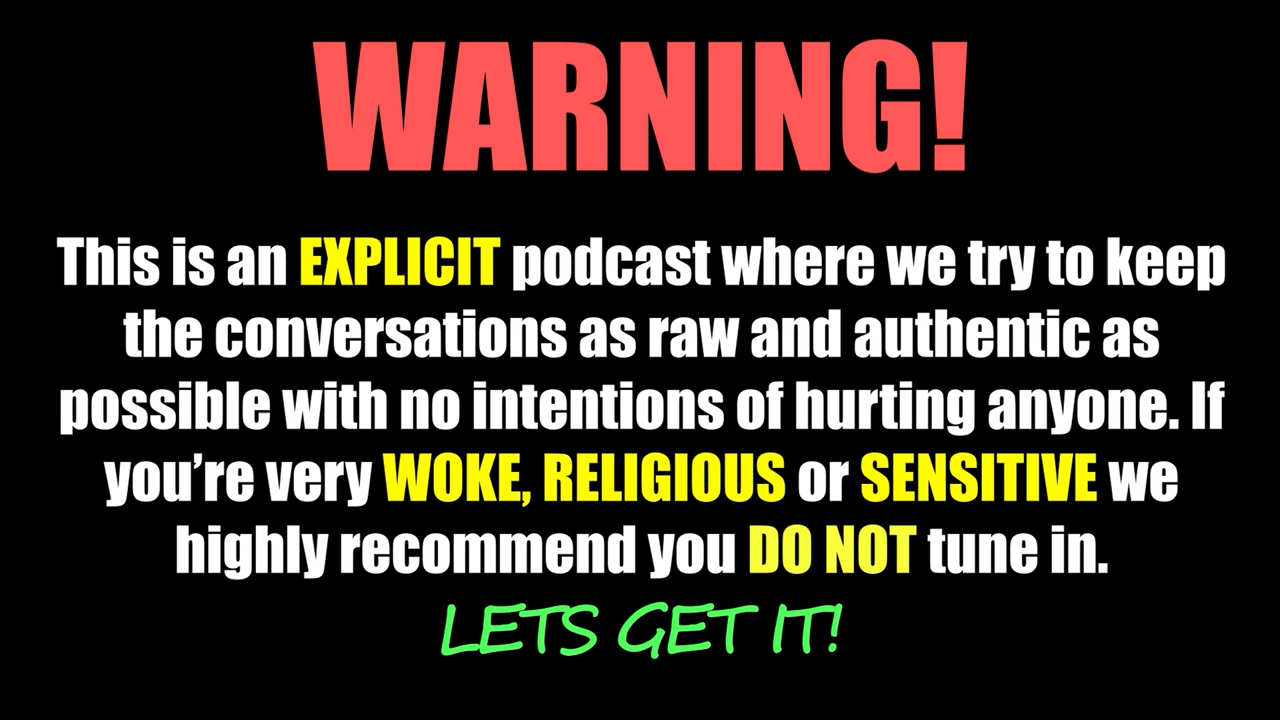 WARNING!
This is an EXPLICIT podcast where we try to keep
the conversations as raw and authentic as
possible with no intentions of hurting anyone. If
you’re very WOKE, RELIGIOUS or SENSITIVE we
highly recommend you DO NOT tune in.
LETS GET IT!